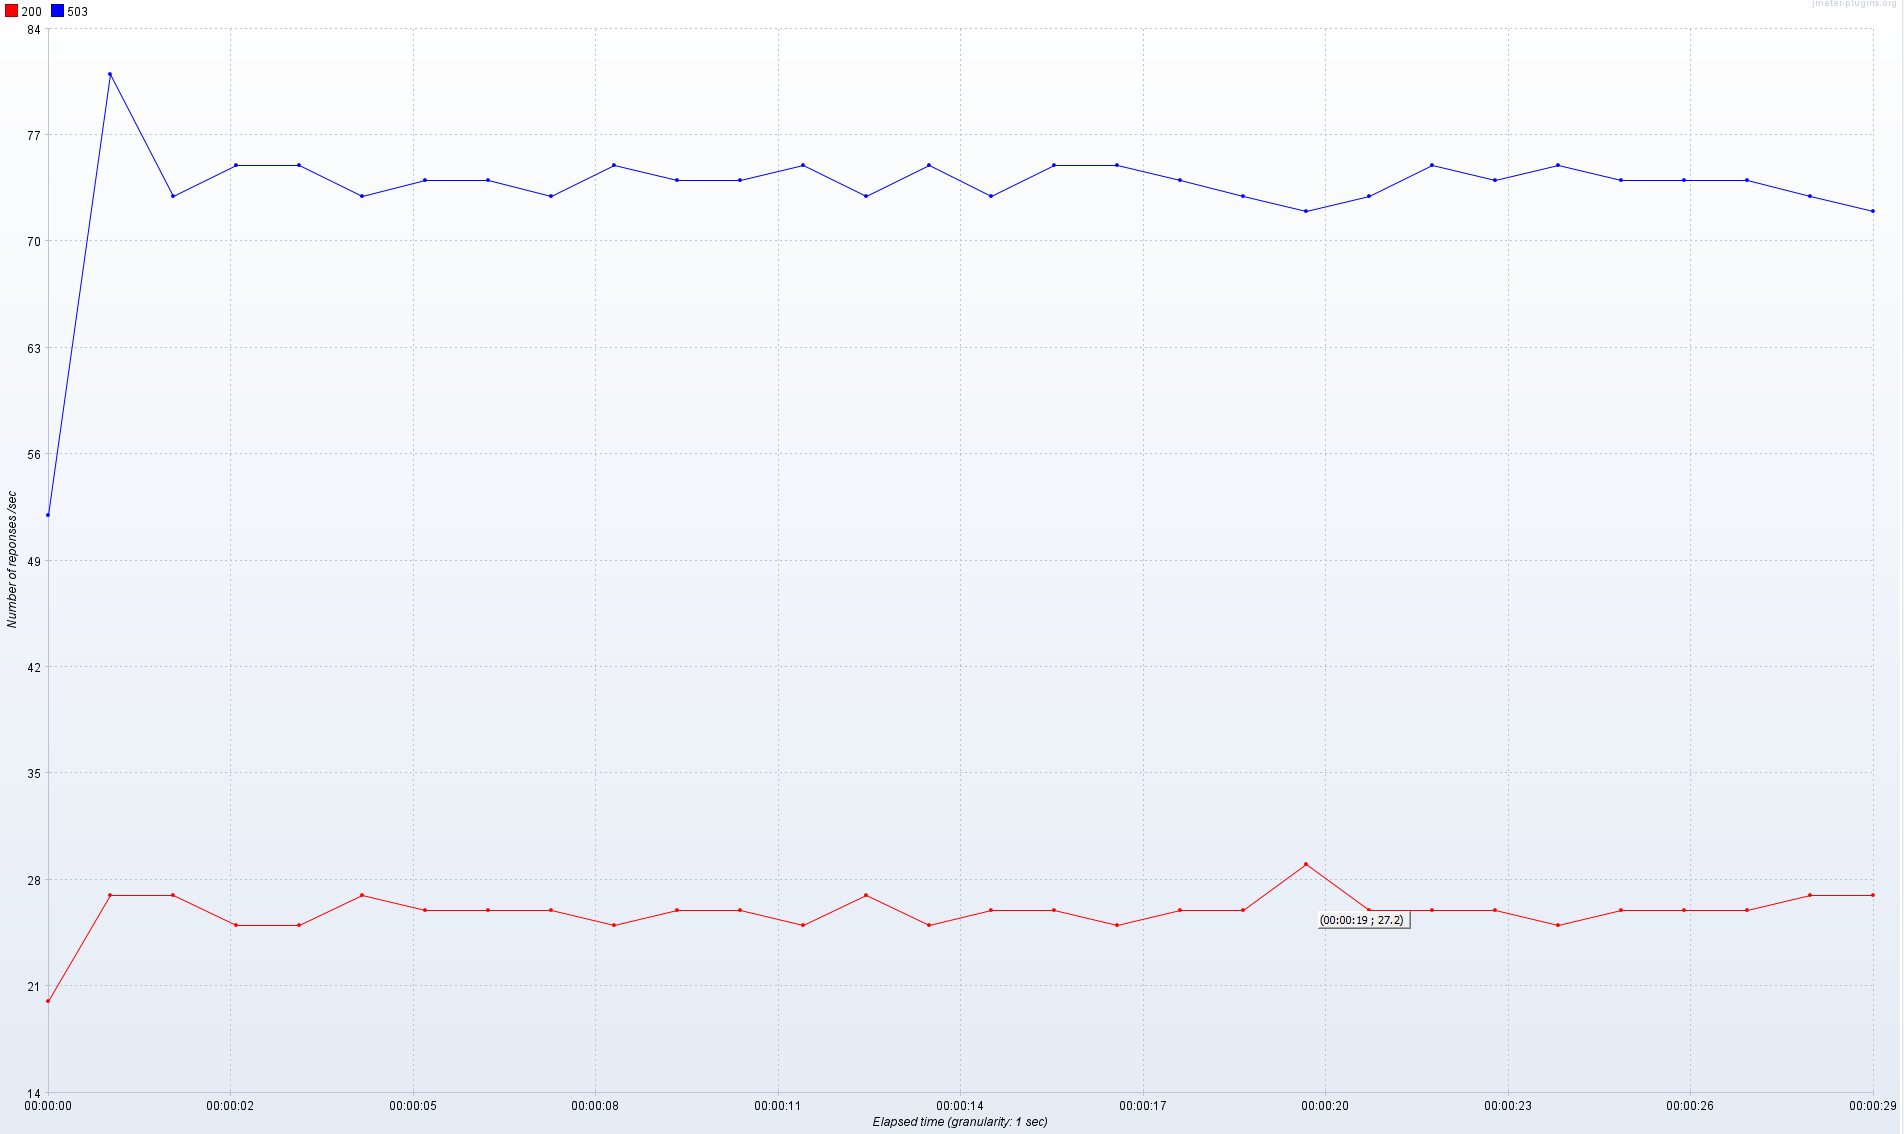 200 503
jmeter-plugins.org
84
77
70
63
56
49
42
35
28
21
14
Number of reponses /sec
(00:00:19 ; 27.2)
00:00:00 00:00:02 00:00:05 00:00:08 00:00:11 00:00:14 00:00:17 00:00:20 00:00:23 00:00:26 00:00:29
Elapsed time (granularity: 1 sec)